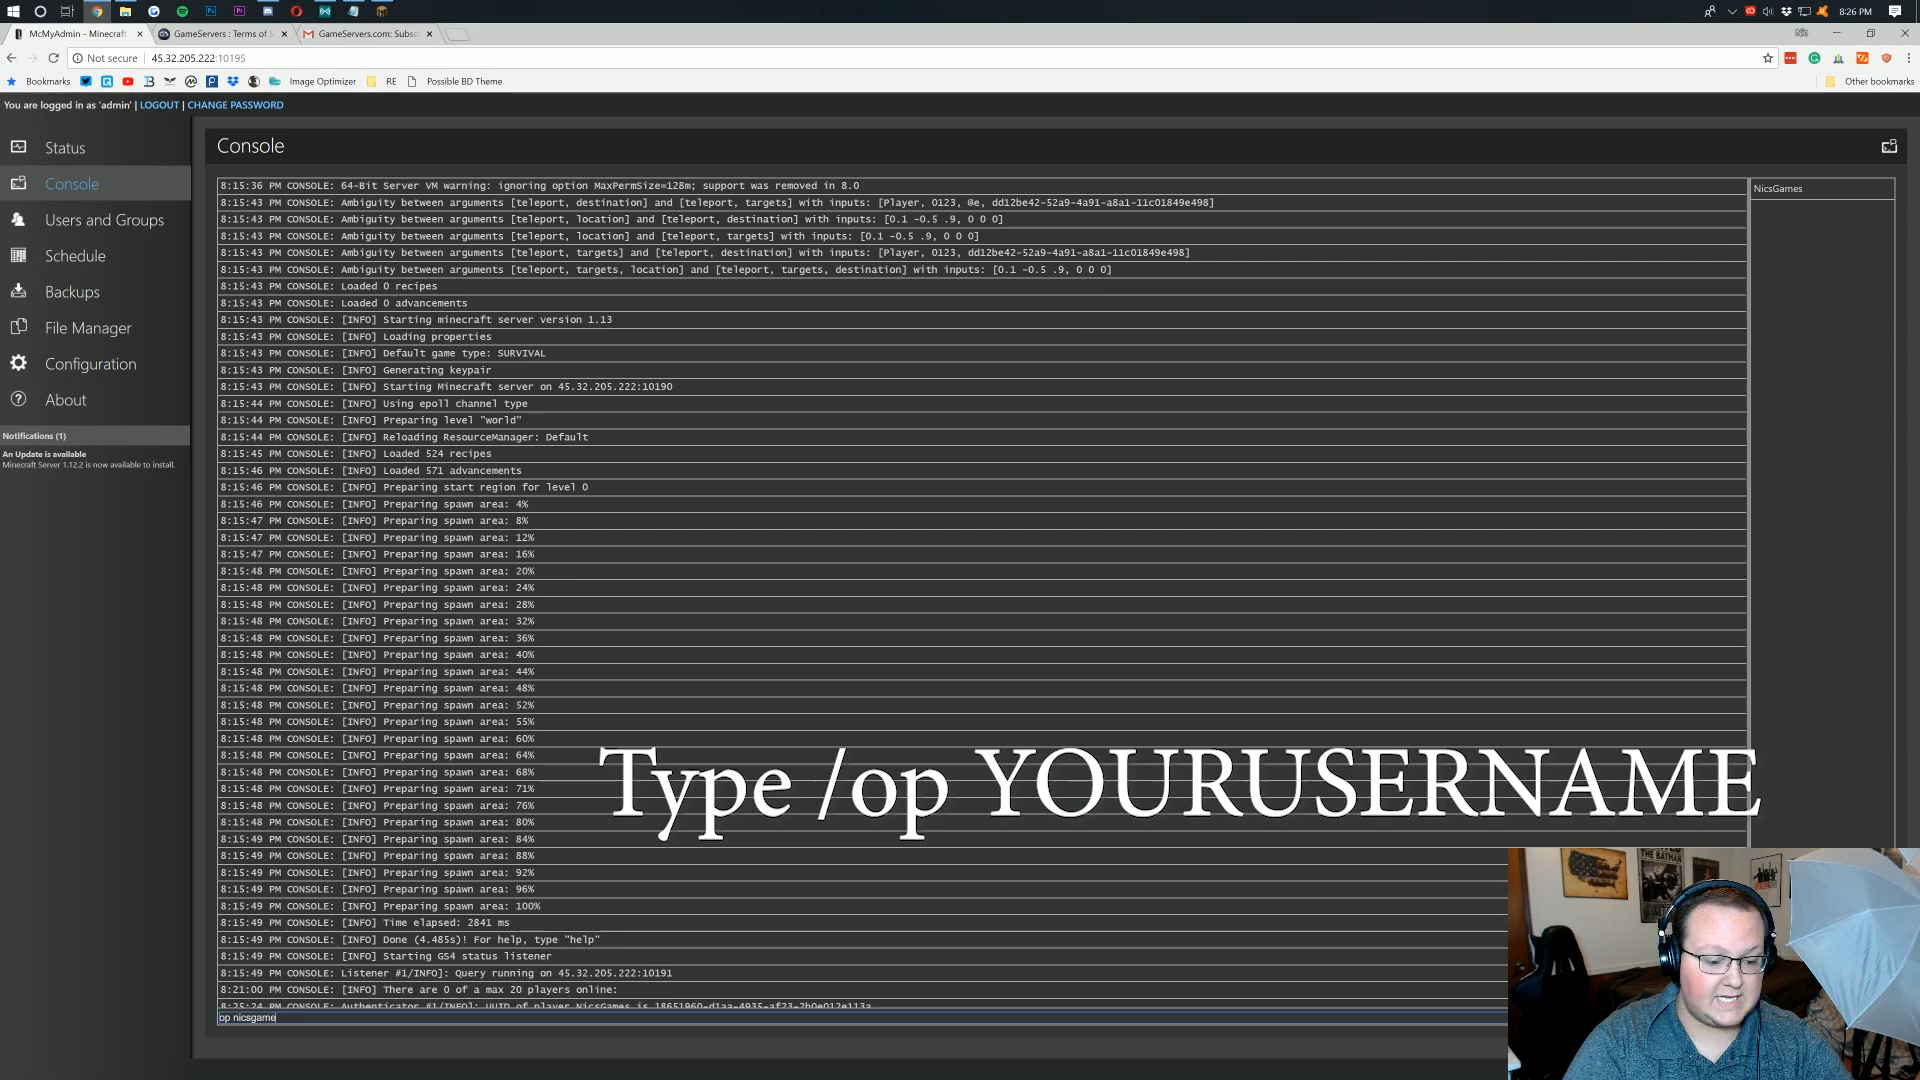 8:26 PM
McMyAdmin - Minecraft
GameServers : Terms of S
GameServers.com: Subsc
Nic
Not secure
45.32.205.222:10195
Bookmarks
Image Optimizer
RE
Possible BD Theme
Other bookmarks
You are logged in as 'admin' | LOGOUT | CHANGE PASSWORD
Status
Console
Users and Groups
Schedule
Backups
File Manager
Configuration
About
Notifications (1)
An Update is available
Minecraft Server 1.12.2 is now available to install.
Console
8:15:36 PM CONSOLE: 64-Bit Server VM warning: ignoring option MaxPermSize=128m; support was removed in 8.0
8:15:43 PM CONSOLE: Ambiguity between arguments [teleport, destination] and [teleport, targets] with inputs: [Player, 0123, @e, dd12be42-52a9-4a91-a8a1-11c01849e498]
8:15:43 PM CONSOLE: Ambiguity between arguments [teleport, location] and [teleport, destination] with inputs: [0.1 -0.5 .9, 0 0 0]
8:15:43 PM CONSOLE: Ambiguity between arguments [teleport, location] and [teleport, targets] with inputs: [0.1 -0.5 .9, 0 0 0]
8:15:43 PM CONSOLE: Ambiguity between arguments [teleport, targets] and [teleport, destination] with inputs: [Player, 0123, dd12be42-52a9-4a91-a8a1-11c01849e498]
8:15:43 PM CONSOLE: Ambiguity between arguments [teleport, targets, location] and [teleport, targets, destination] with inputs: [0.1 -0.5 .9, 0 0 0]
8:15:43 PM CONSOLE: Loaded 0 recipes
8:15:43 PM CONSOLE: Loaded 0 advancements
8:15:43 PM CONSOLE: [INFO] Starting minecraft server version 1.13
8:15:43 PM CONSOLE: [INFO] Loading properties
8:15:43 PM CONSOLE: [INFO] Default game type: SURVIVAL
8:15:43 PM CONSOLE: [INFO] Generating keypair
8:15:43 PM CONSOLE: [INFO] Starting Minecraft server on 45.32.205.222:10190
8:15:44 PM CONSOLE: [INFO] Using epoll channel type
8:15:44 PM CONSOLE: [INFO] Preparing level "world"
8:15:44 PM CONSOLE: [INFO] Reloading ResourceManager: Default
8:15:45 PM CONSOLE: [INFO] Loaded 524 recipes
8:15:46 PM CONSOLE: [INFO] Loaded 571 advancements
8:15:46 PM CONSOLE: [INFO] Preparing start region for level 0
8:15:46 PM CONSOLE: [INFO] Preparing spawn area: 4%
8:15:47 PM CONSOLE: [INFO] Preparing spawn area: 8%
8:15:47 PM CONSOLE: [INFO] Preparing spawn area: 12%
8:15:47 PM CONSOLE: [INFO] Preparing spawn area: 16%
8:15:48 PM CONSOLE: [INFO] Preparing spawn area: 20%
8:15:48 PM CONSOLE: [INFO] Preparing spawn area: 24%
8:15:48 PM CONSOLE: [INFO] Preparing spawn area: 28%
8:15:48 PM CONSOLE: [INFO] Preparing spawn area: 32%
8:15:48 PM CONSOLE: [INFO] Preparing spawn area: 36%
8:15:48 PM CONSOLE: [INFO] Preparing spawn area: 40%
8:15:48 PM CONSOLE: [INFO] Preparing spawn area: 44%
8:15:48 PM CONSOLE: [INFO] Preparing spawn area: 48%
8:15:48 PM CONSOLE: [INFO] Preparing spawn area: 52%
8:15:48 PM CONSOLE: [INFO] Preparing spawn area: 55%
8:15:48 PM CONSOLE: [INFO] Preparing spawn area: 60%
8:15:48 PM CONSOLE: [INFO] Preparing spawn area: 64%
8:15:48 PM CONSOLE: [INFO] Preparing spawn area: 68%
8:15:48 PM CONSOLE: [INFO] Preparing spawn area: 71%
8:15:48 PM CONSOLE: [INFO] Preparing spawn area: 76%
8:15:48 PM CONSOLE: [INFO] Preparing spawn area: 80%
8:15:49 PM CONSOLE: [INFO] Preparing spawn area: 84%
8:15:49 PM CONSOLE: [INFO] Preparing spawn area: 88%
8:15:49 PM CONSOLE: [INFO] Preparing spawn area: 92%
8:15:49 PM CONSOLE: [INFO] Preparing spawn area: 96%
8:15:49 PM CONSOLE: [INFO] Preparing spawn area: 100%
8:15:49 PM CONSOLE: [INFO] Time elapsed: 2841 ms
8:15:49 PM CONSOLE: [INFO] Done (4.485s)! For help, type "help"
8:15:49 PM CONSOLE: [INFO] Starting GS4 status listener
8:15:49 PM CONSOLE: Listener #1/INFO]: Query running on 45.32.205.222:10191
8:21:00 PM CONSOLE: [INFO] There are 0 of a max 20 players online:
8:25:24 PM CONSOLE: Authenticator #1/INFO]: UUID of player NicsGames is 18651960-d1aa-4935-af23-2b0e012e113a
op nicsgame
NicsGames
Type /op YOURUSERNAME
THE BATMAN